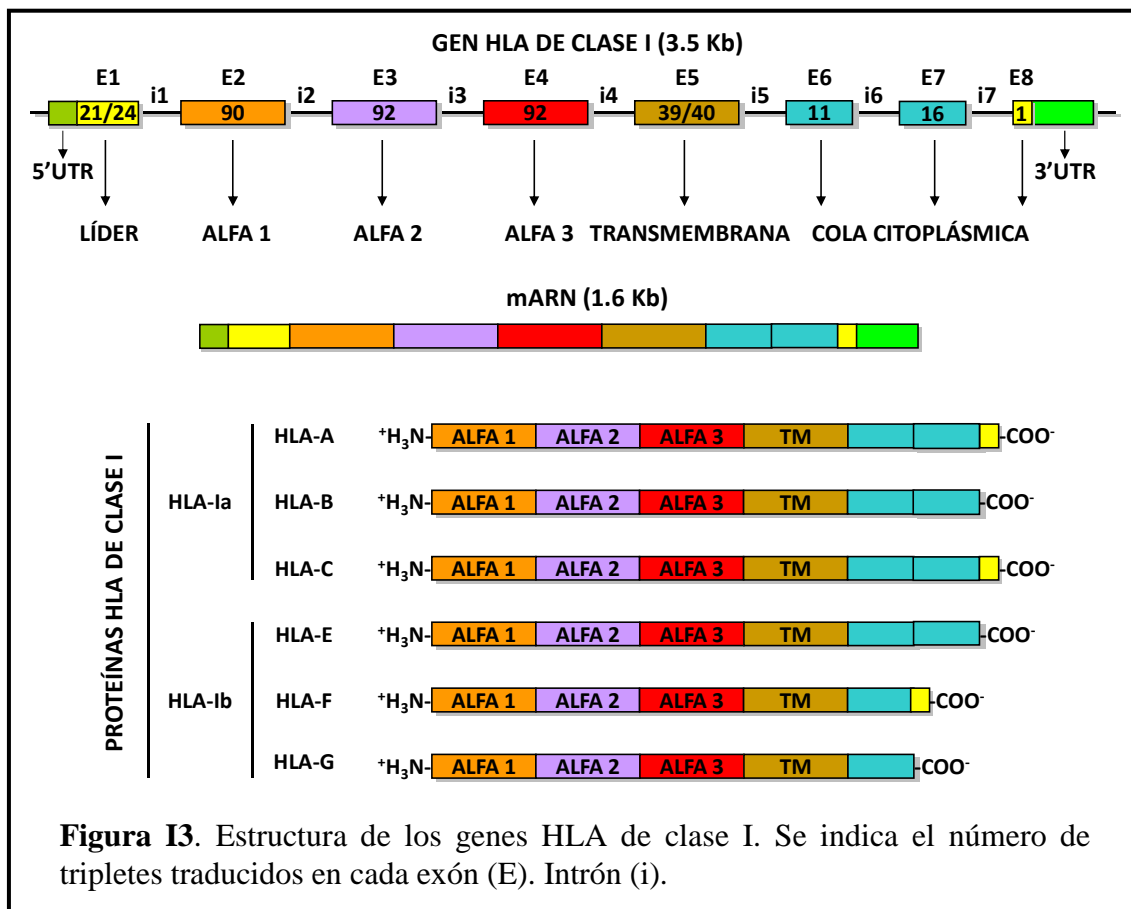 GEN HLA DE CLASE I (3.5 Kb)
E1 i1 E2 i2 E3 i3 E4 i4 E5 i5 E6 i6 E7 i7 E8
21/24 90 92 92 39/40 11 16 1
5'UTR 3'UTR
LÍDER ALFA 1 ALFA 2 ALFA 3 TRANSMEMBRANA COLA CITOPLÁSMICA
mARN (1.6 Kb)
PROTEÍNAS HLA DE CLASE I
HLA-Ia
HLA-A ⁺H₃N- ALFA 1 ALFA 2 ALFA 3 TM -COO⁻
HLA-B ⁺H₃N- ALFA 1 ALFA 2 ALFA 3 TM -COO⁻
HLA-C ⁺H₃N- ALFA 1 ALFA 2 ALFA 3 TM -COO⁻
HLA-Ib
HLA-E ⁺H₃N- ALFA 1 ALFA 2 ALFA 3 TM -COO⁻
HLA-F ⁺H₃N- ALFA 1 ALFA 2 ALFA 3 TM -COO⁻
HLA-G ⁺H₃N- ALFA 1 ALFA 2 ALFA 3 TM -COO⁻
Figura I3. Estructura de los genes HLA de clase I. Se indica el número de
tripletes traducidos en cada exón (E). Intrón (i).